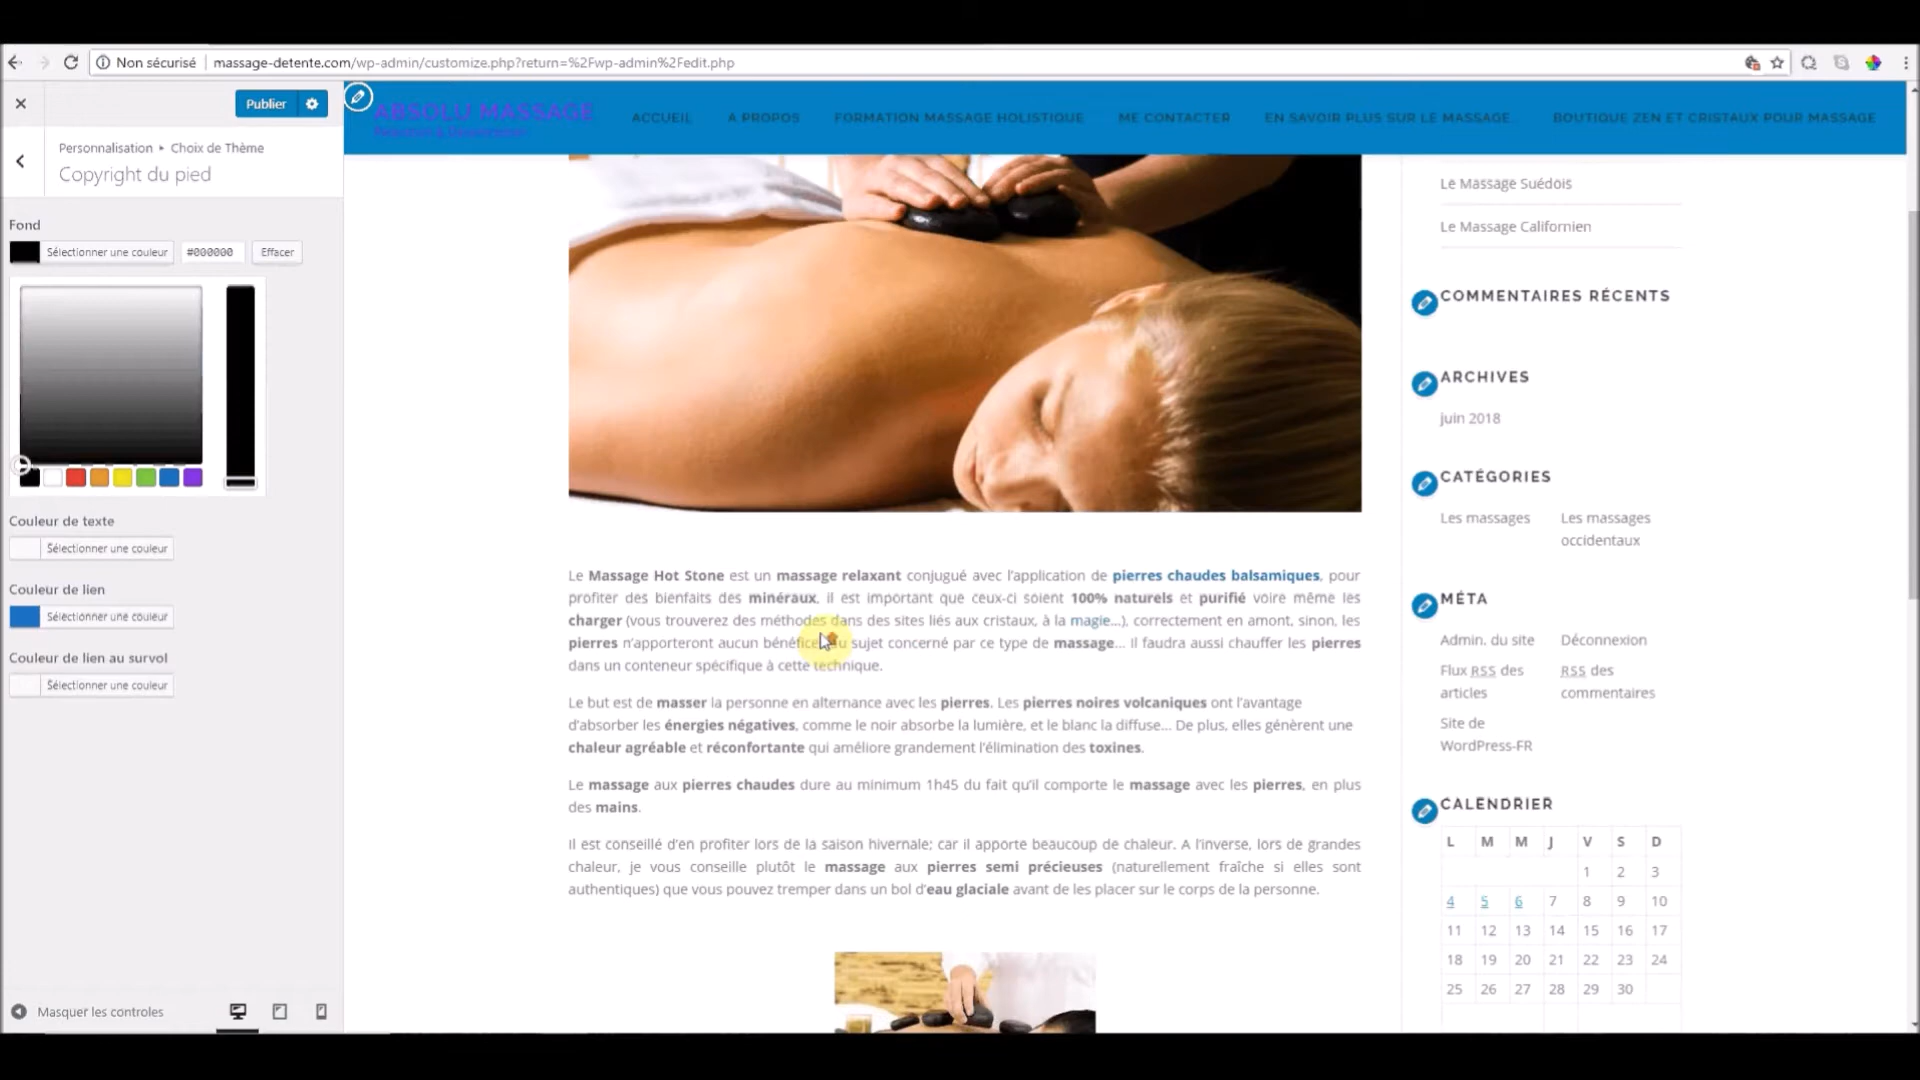 Non sécurisé massage-detente.com/wp-admin/customize.php?return=%2Fwp-admin%2Fedit.php
Publier
Personnalisation ▸ Choix de Thème
Copyright du pied
Fond
Sélectionner une couleur #000000 Effacer
Couleur de texte
Sélectionner une couleur
Couleur de lien
Sélectionner une couleur
Couleur de lien au survol
Sélectionner une couleur
Masquer les controles
ABSOLU MASSAGE
ACCUEIL A PROPOS FORMATION MASSAGE HOLISTIQUE ME CONTACTER EN SAVOIR PLUS SUR LE MASSAGE BOUTIQUE ZEN ET CRISTAUX POUR MASSAGE
Le Massage Hot Stone est un massage relaxant conjugué avec l'application de pierres chaudes balsamiques, pour
profiter des bienfaits des minéraux, il est important que ceux-ci soient 100% naturels et purifié voire même les
charger (vous trouverez des méthodes dans des sites liés aux cristaux, à la magie...), correctement en amont, sinon, les
pierres n'apporteront aucun bénéfice au sujet concerné par ce type de massage... Il faudra aussi chauffer les pierres
dans un conteneur spécifique à cette technique.
Le but est de masser la personne en alternance avec les pierres. Les pierres noires volcaniques ont l'avantage
d'absorber les énergies négatives, comme le noir absorbe la lumière, et le blanc la diffuse... De plus, elles génèrent une
chaleur agréable et réconfortante qui améliore grandement l'élimination des toxines.
Le massage aux pierres chaudes dure au minimum 1h45 du fait qu'il comporte le massage avec les pierres, en plus
des mains.
Il est conseillé d'en profiter lors de la saison hivernale; car il apporte beaucoup de chaleur. A l'inverse, lors de grandes
chaleur, je vous conseille plutôt le massage aux pierres semi précieuses (naturellement fraîche si elles sont
authentiques) que vous pouvez tremper dans un bol d'eau glaciale avant de les placer sur le corps de la personne.
Le Massage Suédois
Le Massage Californien
COMMENTAIRES RÉCENTS
ARCHIVES
juin 2018
CATÉGORIES
Les massages Les massages
occidentaux
MÉTA
Admin. du site Déconnexion
Flux RSS des RSS des
articles commentaires
Site de
WordPress-FR
CALENDRIER
L M M J V S D
1 2 3
4 5 6 7 8 9 10
11 12 13 14 15 16 17
18 19 20 21 22 23 24
25 26 27 28 29 30